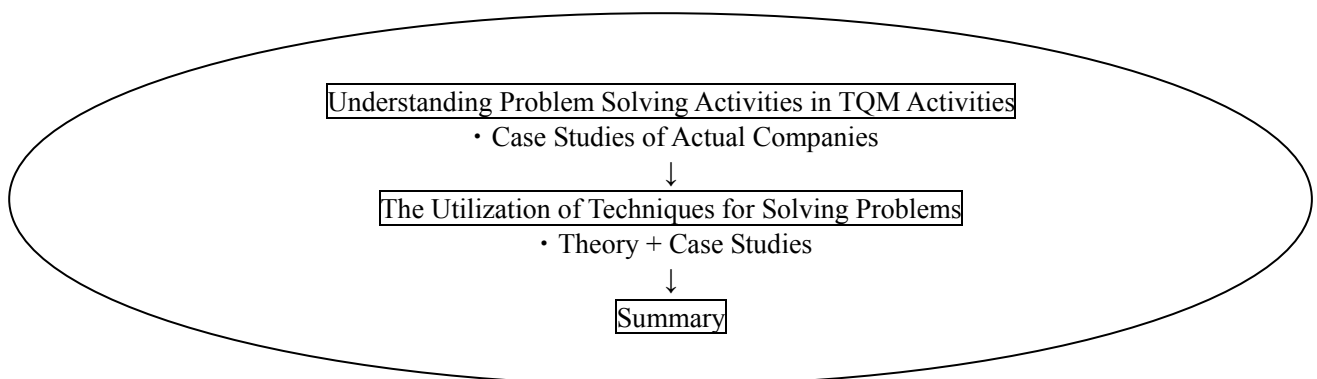 Understanding Problem Solving Activities in TQM Activities
・Case Studies of Actual Companies
↓
The Utilization of Techniques for Solving Problems
・Theory + Case Studies
↓
Summary